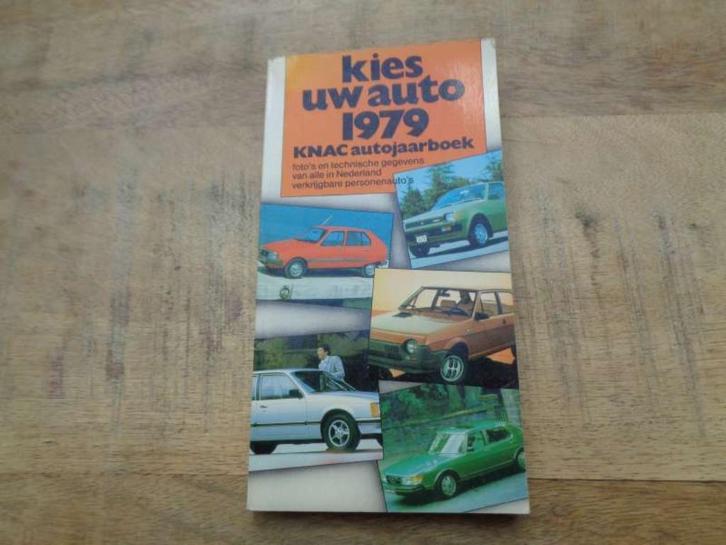 kies
uw auto
1979
KNAC autojaarboek
foto's en technische gegevens
van alle in Nederland
verkrijgbare personenauto's